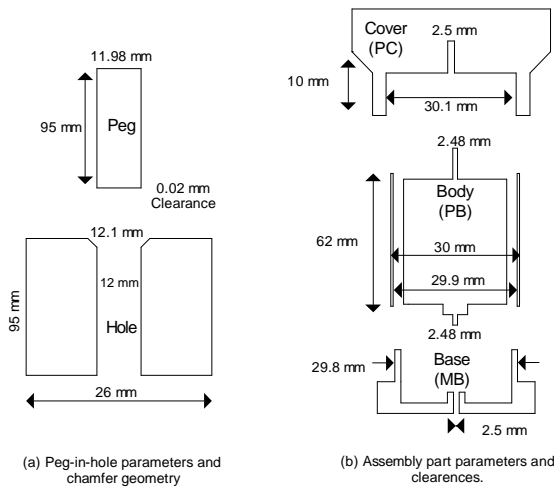 11.98 mm
95 mm
Peg
0.02 mm
Clearance
12.1 mm
12 mm
95 mm
Hole
26 mm
(a) Peg-in-hole parameters and
chamfer geometry
Cover
(PC)
2.5 mm
10 mm
30.1 mm
2.48 mm
Body
(PB)
62 mm
30 mm
29.9 mm
2.48 mm
Base
(MB)
29.8 mm
2.5 mm
(b) Assembly part parameters and
clearences.